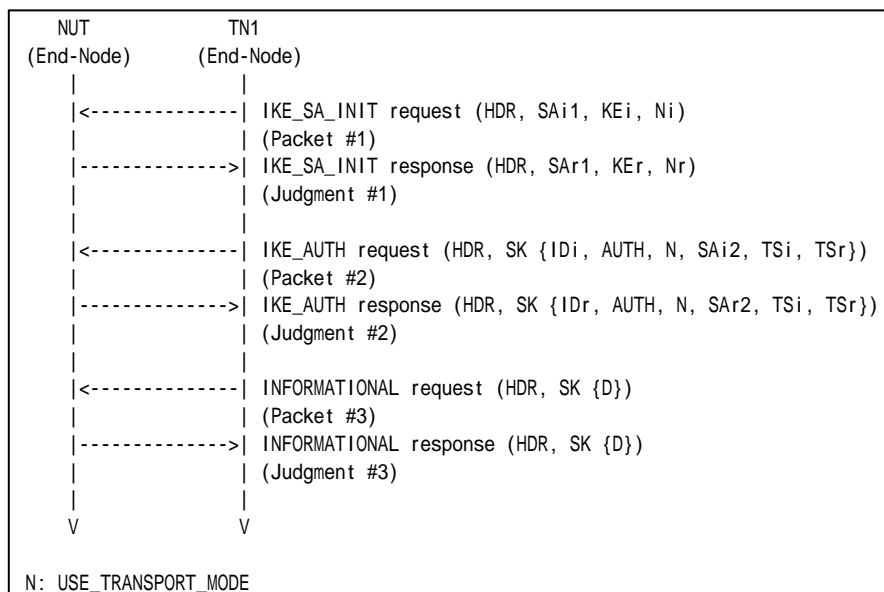 NUT TN1
(End-Node) (End-Node)
| |
|<--------------| IKE_SA_INIT request (HDR, SAi1, KEi, Ni)
| | (Packet #1)
|-------------->| IKE_SA_INIT response (HDR, SAr1, KEr, Nr)
| | (Judgment #1)
| |
|<--------------| IKE_AUTH request (HDR, SK {IDi, AUTH, N, SAi2, TSi, TSr})
| | (Packet #2)
|-------------->| IKE_AUTH response (HDR, SK {IDr, AUTH, N, SAr2, TSi, TSr})
| | (Judgment #2)
| |
|<--------------| INFORMATIONAL request (HDR, SK {D})
| | (Packet #3)
|-------------->| INFORMATIONAL response (HDR, SK {D})
| | (Judgment #3)
| |
V V
N: USE_TRANSPORT_MODE